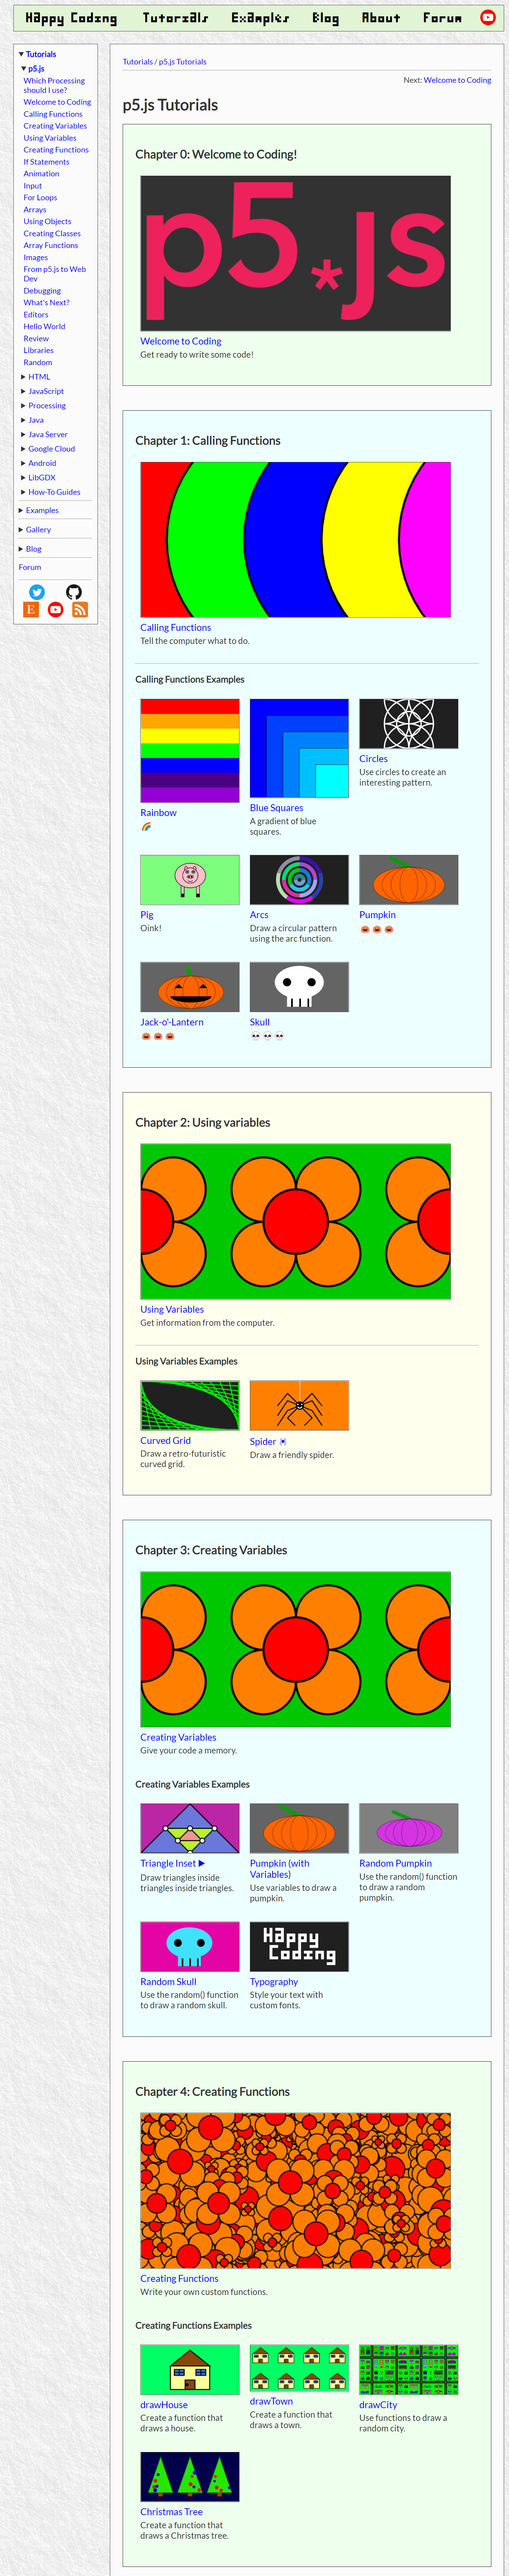 Happy Coding Tutorials Examples Blog About Forum
Tutorials
p5.js
Which Processing
should I use?
Welcome to Coding
Calling Functions
Creating Variables
Using Variables
Creating Functions
If Statements
Animation
Input
For Loops
Arrays
Using Objects
Creating Classes
Array Functions
Images
From p5.js to Web
Dev
Debugging
What's Next?
Editors
Hello World
Review
Libraries
Random
HTML
JavaScript
Processing
Java
Java Server
Google Cloud
Android
LibGDX
How-To Guides
Examples
Gallery
Blog
Forum
E
Tutorials / p5.js Tutorials
Next: Welcome to Coding
p5.js Tutorials
Chapter 0: Welcome to Coding!
p5*js
Welcome to Coding
Get ready to write some code!
Chapter 1: Calling Functions
Calling Functions
Tell the computer what to do.
Calling Functions Examples
Rainbow
🌈
Blue Squares
A gradient of blue
squares.
Circles
Use circles to create an
interesting pattern.
Pig
Oink!
Arcs
Draw a circular pattern
using the arc function.
Pumpkin
🎃 🎃 🎃
Jack-o'-Lantern
🎃 🎃 🎃
Skull
💀 💀 💀
Chapter 2: Using variables
Using Variables
Get information from the computer.
Using Variables Examples
Curved Grid
Draw a retro-futuristic
curved grid.
Spider
Draw a friendly spider.
Chapter 3: Creating Variables
Creating Variables
Give your code a memory.
Creating Variables Examples
Triangle Inset ▶
Draw triangles inside
triangles inside triangles.
Pumpkin (with
Variables)
Use variables to draw a
pumpkin.
Random Pumpkin
Use the random() function
to draw a random
pumpkin.
Random Skull
Use the random() function
to draw a random skull.
Happy
Coding
Typography
Style your text with
custom fonts.
Chapter 4: Creating Functions
Creating Functions
Write your own custom functions.
Creating Functions Examples
drawHouse
Create a function that
draws a house.
drawTown
Create a function that
draws a town.
drawCity
Use functions to draw a
random city.
Christmas Tree
Create a function that
draws a Christmas tree.